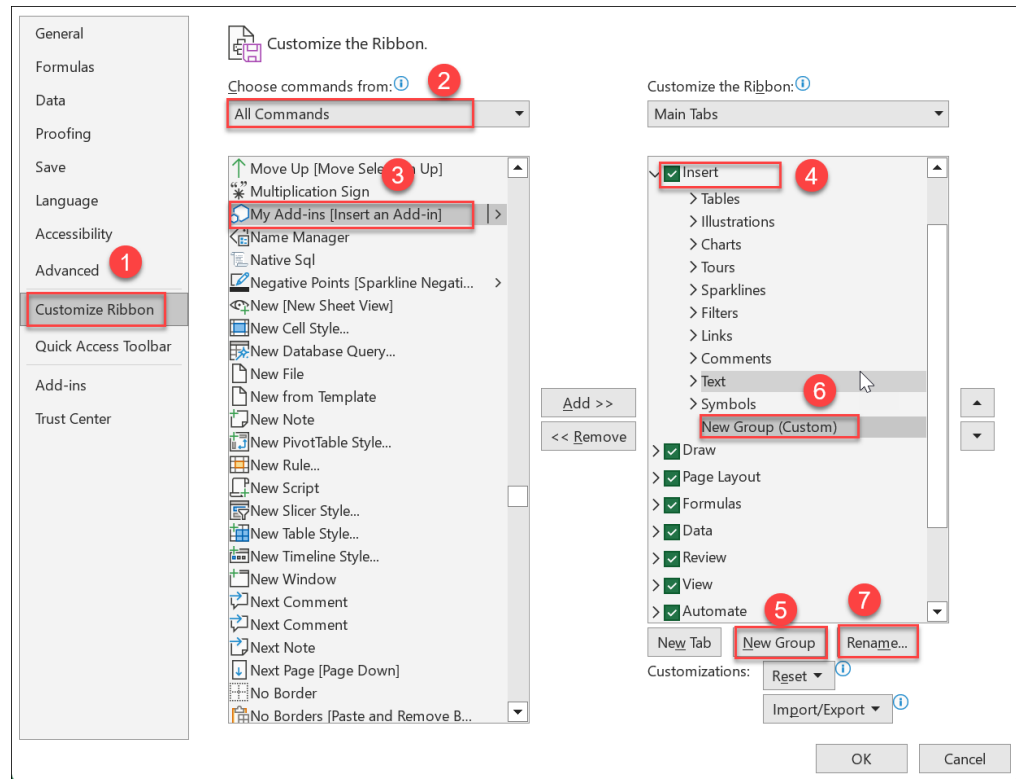 General
Formulas
Data
Proofing
Save
Language
Accessibility
Advanced
1
Customize Ribbon
Quick Access Toolbar
Add-ins
Trust Center
Customize the Ribbon.
Choose commands from:
2
All Commands
Move Up [Move Sele n Up]
3
Multiplication Sign
My Add-ins [Insert an Add-in]
Name Manager
Native Sql
Negative Points [Sparkline Negati...
New [New Sheet View]
New Cell Style...
New Database Query...
New File
New from Template
New Note
New PivotTable Style...
New Rule...
New Script
New Slicer Style...
New Table Style...
New Timeline Style...
New Window
Next Comment
Next Comment
Next Note
Next Page [Page Down]
No Border
No Borders [Paste and Remove B...
Add >>
<< Remove
Customize the Ribbon:
Main Tabs
Insert
4
Tables
Illustrations
Charts
Tours
Sparklines
Filters
Links
Comments
Text
6
Symbols
New Group (Custom)
Draw
Page Layout
Formulas
Data
Review
View
Automate
5
7
New Tab
New Group
Rename...
Customizations:
Reset
Import/Export
OK
Cancel